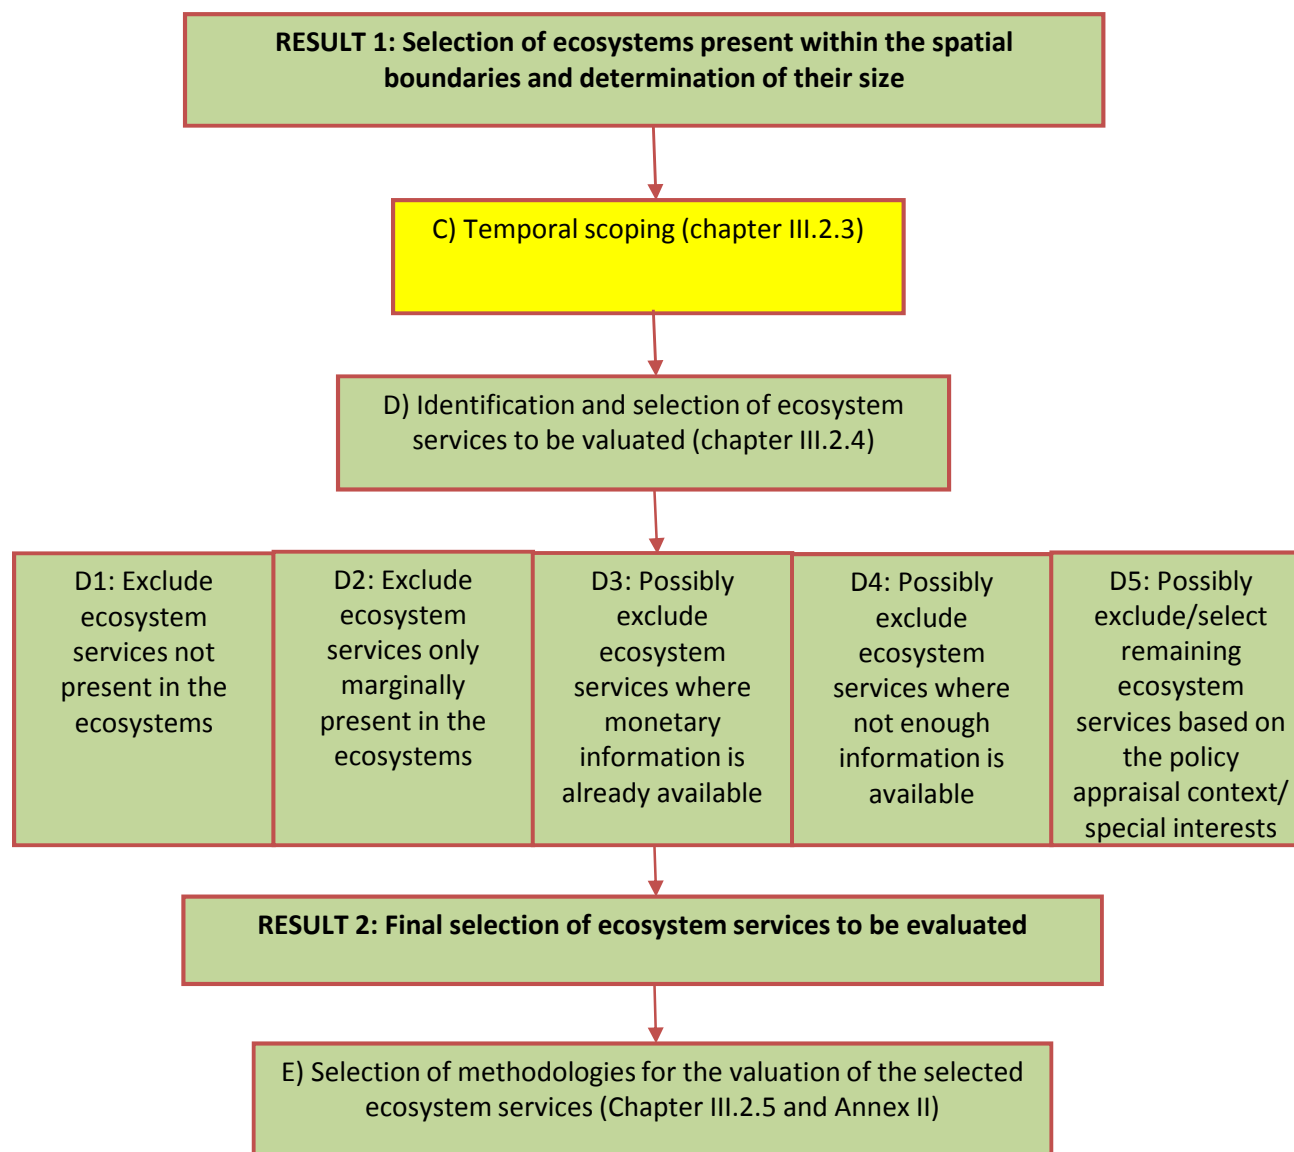 RESULT 1: Selection of ecosystems present within the spatial
boundaries and determination of their size
C) Temporal scoping (chapter III.2.3)
D) Identification and selection of ecosystem
services to be valuated (chapter III.2.4)
D1: Exclude
ecosystem
services not
present in the
ecosystems
D2: Exclude
ecosystem
services only
marginally
present in the
ecosystems
D3: Possibly
exclude
ecosystem
services where
monetary
information is
already available
D4: Possibly
exclude
ecosystem
services where
not enough
information is
available
D5: Possibly
exclude/select
remaining
ecosystem
services based on
the policy
appraisal context/
special interests
RESULT 2: Final selection of ecosystem services to be evaluated
E) Selection of methodologies for the valuation of the selected
ecosystem services (Chapter III.2.5 and Annex II)